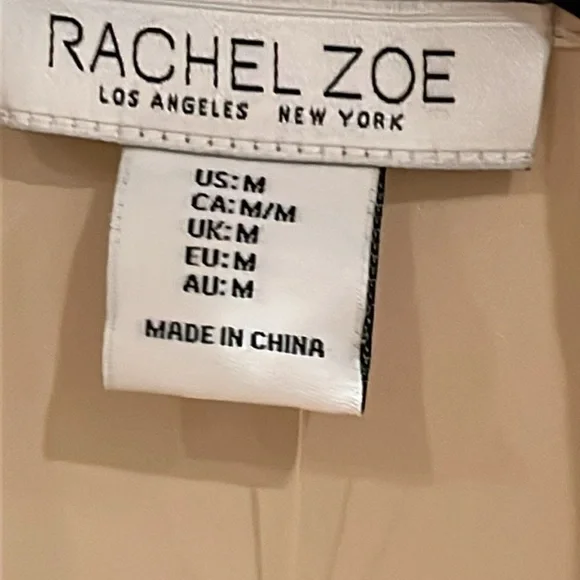 RACHEL ZOE
LOS ANGELES NEW YORK
US:M
CA:M/M
UK:M
EU:M
AU:M
MADE IN CHINA